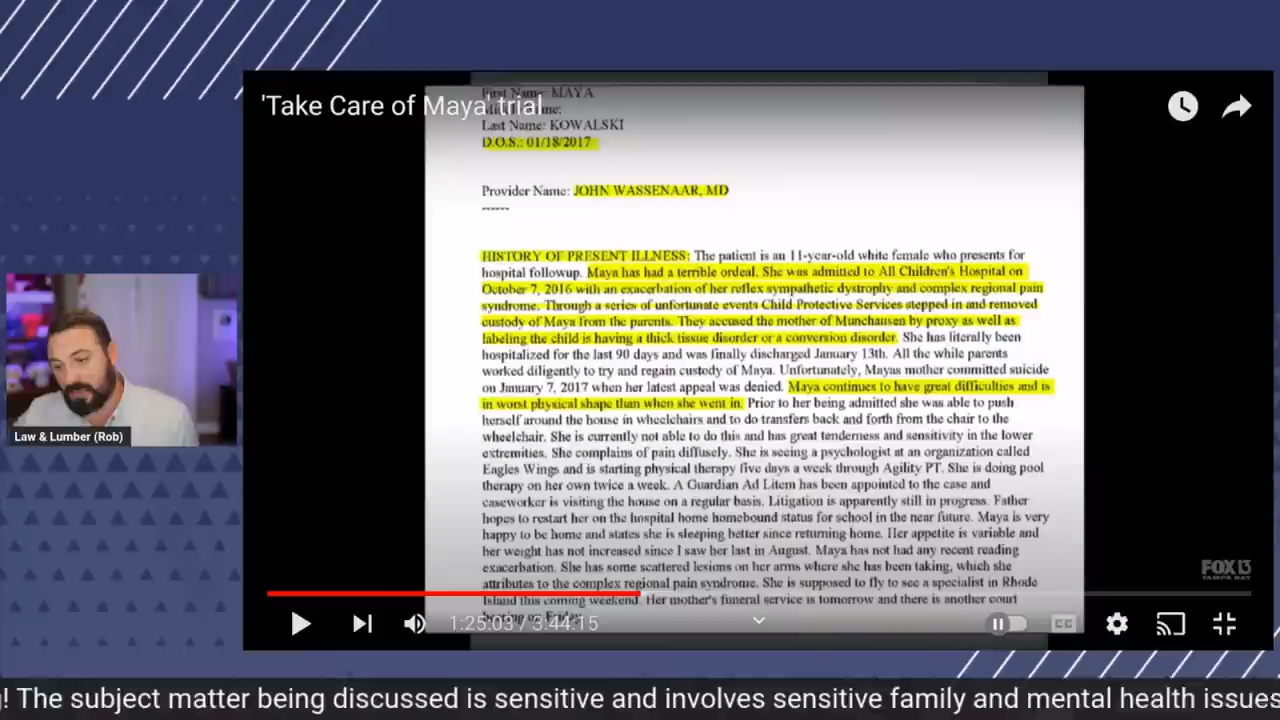 'Take Care of Maya' trial
First Name: MAYA
Last Name: KOWALSKI
D.O.S.: 01/18/2017
Provider Name: JOHN WASSENAAR, MD
------
HISTORY OF PRESENT ILLNESS: The patient is an 11-year-old white female who presents for
hospital followup. Maya has had a terrible ordeal. She was admitted to All Children's Hospital on
October 7, 2016 with an exacerbation of her reflex sympathetic dystrophy and complex regional pain
syndrome. Through a series of unfortunate events Child Protective Services stepped in and removed
custody of Maya from the parents. They accused the mother of Munchausen by proxy as well as
labeling the child is having a thick tissue disorder or a conversion disorder. She has literally been
hospitalized for the last 90 days and was finally discharged January 13th. All the while parents
worked diligently to try and regain custody of Maya. Unfortunately, Mayas mother committed suicide
on January 7, 2017 when her latest appeal was denied. Maya continues to have great difficulties and is
in worst physical shape than when she went in. Prior to her being admitted she was able to push
herself around the house in wheelchairs and to do transfers back and forth from the chair to the
wheelchair. She is currently not able to do this and has great tenderness and sensitivity in the lower
extremities. She complains of pain diffusely. She is seeing a psychologist at an organization called
Eagles Wings and is starting physical therapy five days a week through Agility PT. She is doing pool
therapy on her own twice a week. A Guardian Ad Litem has been appointed to the case and
caseworker is visiting the house on a regular basis. Litigation is apparently still in progress. Father
hopes to restart her on the hospital home homebound status for school in the near future. Maya is very
happy to be home and states she is sleeping better since returning home. Her appetite is variable and
her weight has not increased since I saw her last in August. Maya has not had any recent reading
exacerbation. She has some scattered lesions on her arms where she has been taking, which she
attributes to the complex regional pain syndrome. She is supposed to fly to see a specialist in Rhode
Island this coming weekend. Her mother's funeral service is tomorrow and there is another court
hearing on Friday.
FOX 13
TAMPA BAY
1:25:03 / 3:44:15
CC
Law & Lumber (Rob)
! The subject matter being discussed is sensitive and involves sensitive family and mental health issues